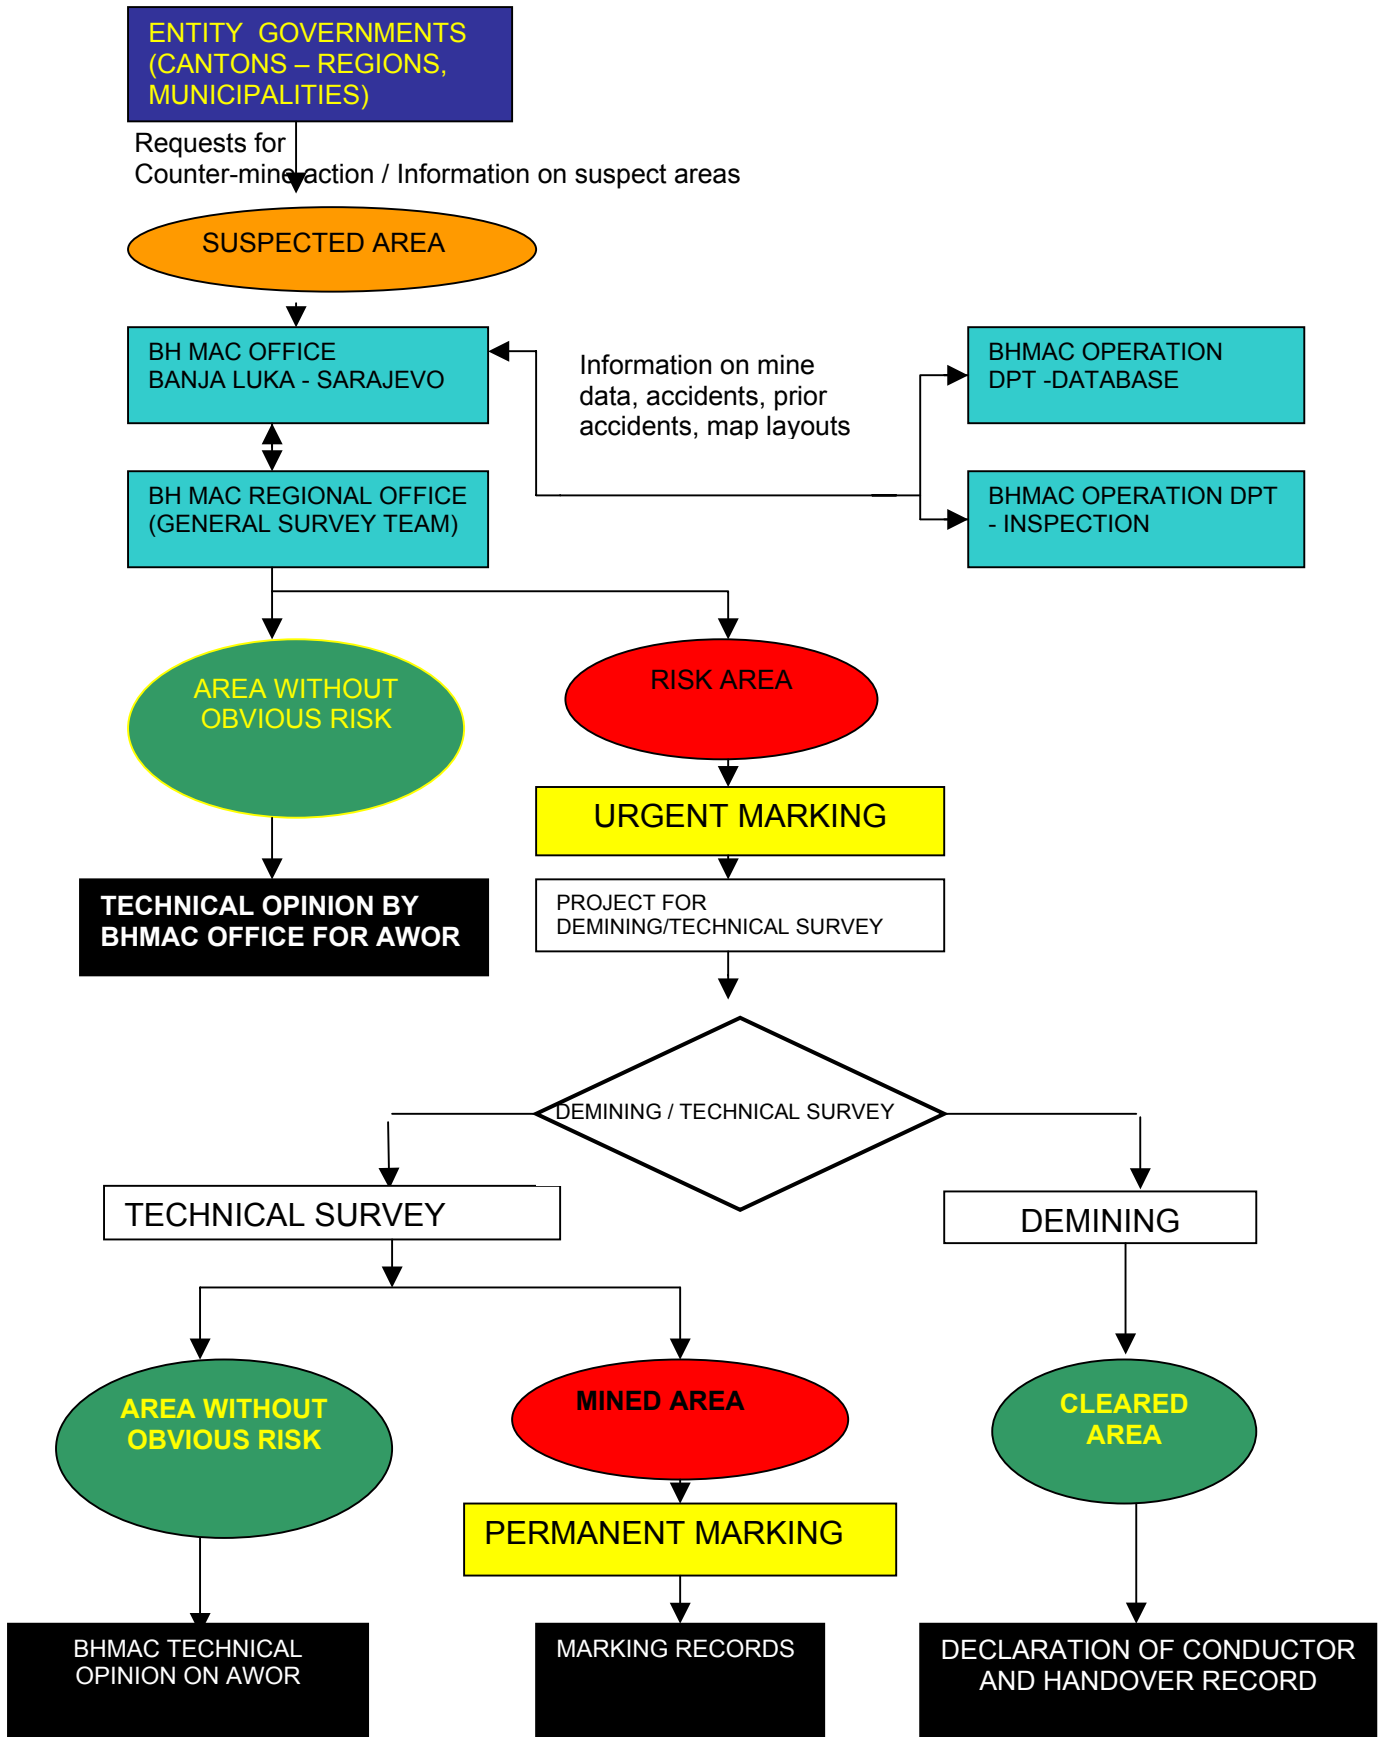 ENTITY GOVERNMENTS
(CANTONS – REGIONS,
MUNICIPALITIES)
Requests for
Counter-mine action / Information on suspect areas
SUSPECTED AREA
BH MAC OFFICE
BANJA LUKA - SARAJEVO
Information on mine
data, accidents, prior
accidents, map layouts
BHMAC OPERATION
DPT -DATABASE
BH MAC REGIONAL OFFICE
(GENERAL SURVEY TEAM)
BHMAC OPERATION DPT
- INSPECTION
AREA WITHOUT
OBVIOUS RISK
RISK AREA
URGENT MARKING
TECHNICAL OPINION BY
BHMAC OFFICE FOR AWOR
PROJECT FOR
DEMINING/TECHNICAL SURVEY
DEMINING / TECHNICAL SURVEY
TECHNICAL SURVEY
DEMINING
AREA WITHOUT
OBVIOUS RISK
MINED AREA
CLEARED
AREA
PERMANENT MARKING
BHMAC TECHNICAL
OPINION ON AWOR
MARKING RECORDS
DECLARATION OF CONDUCTOR
AND HANDOVER RECORD